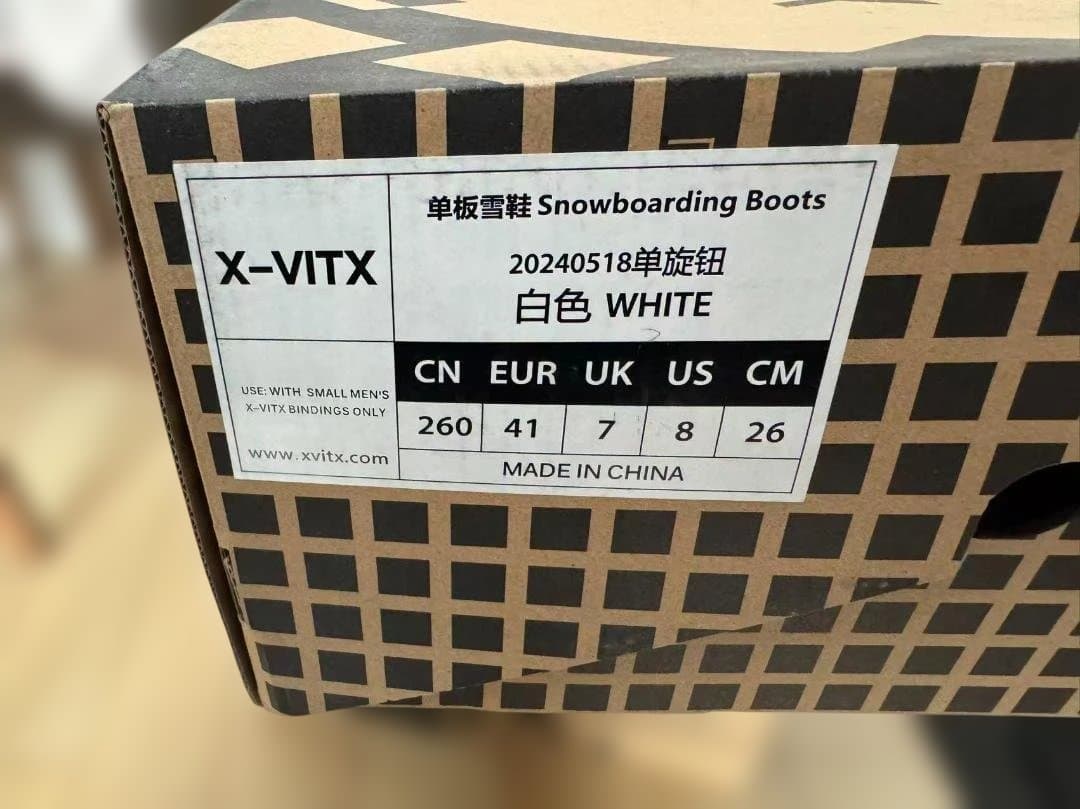 X-VITX
单板雪鞋 Snowboarding Boots
20240518单旋钮
白色 WHITE
USE: WITH SMALL MEN'S
X-VITX BINDINGS ONLY
www.xvitx.com
CN EUR UK US CM
260 41 7 8 26
MADE IN CHINA